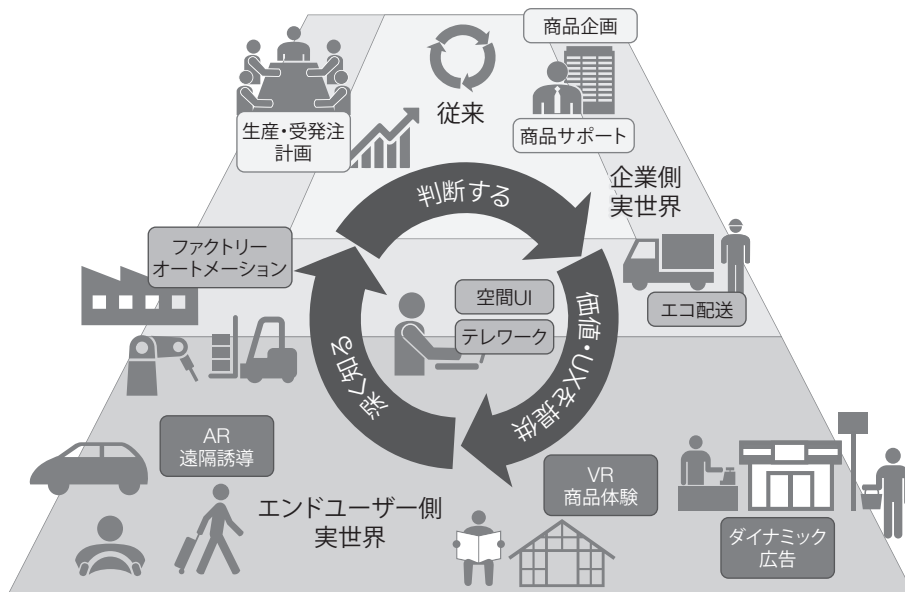 商品企画
従来
生産・受発注
計画
商品サポート
判断する
企業側
実世界
ファクトリー
オートメーション
空間UI
テレワーク
エコ配送
価値・UXを提供
深く知る
AR
遠隔誘導
VR
商品体験
エンドユーザー側
実世界
ダイナミック
広告